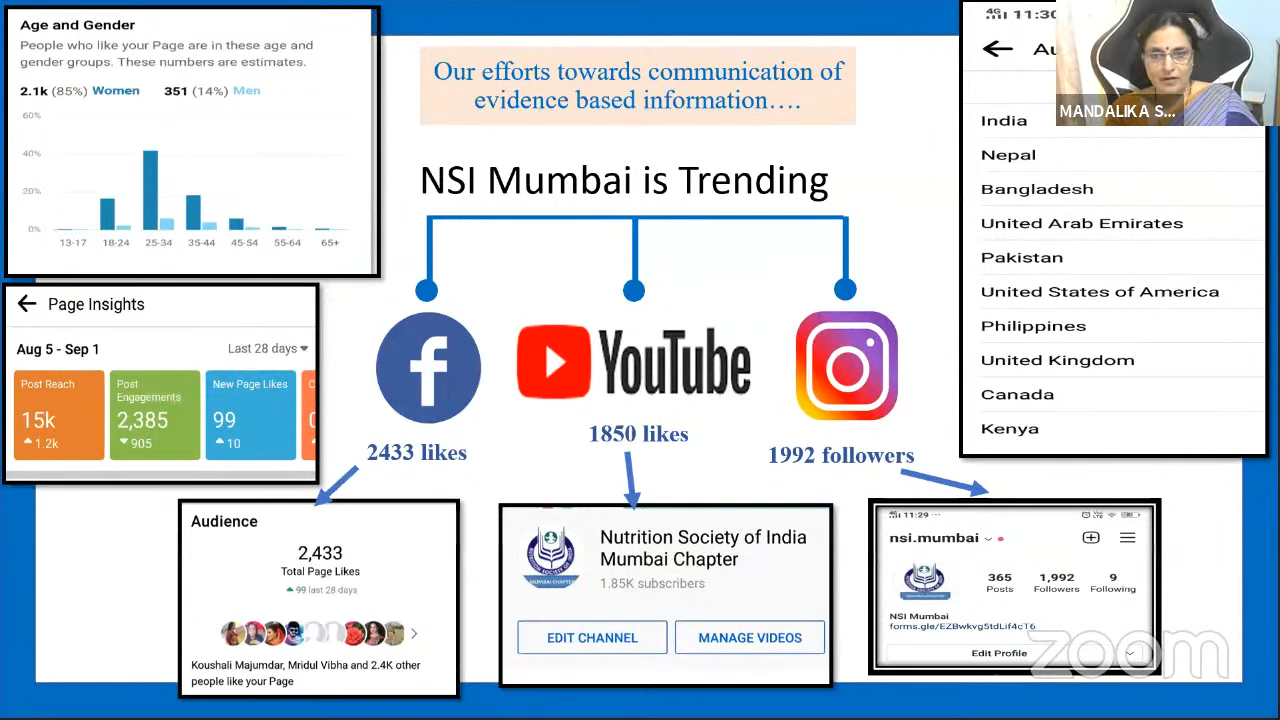 Age and Gender
People who like your Page are in these age and
gender groups. These numbers are estimates.
2.1k (85%) Women 351 (14%) Men
60%
40%
20%
0%
13-17 18-24 25-34 35-44 45-54 55-64 65+
Our efforts towards communication of
evidence based information….
NSI Mumbai is Trending
4G 11:30
Au
MANDALIKA S...
India
Nepal
Bangladesh
United Arab Emirates
Pakistan
United States of America
Philippines
United Kingdom
Canada
Kenya
Page Insights
Aug 5 - Sep 1 Last 28 days
Post Reach
15k
1.2k
Post
Engagements
2,385
905
New Page Likes
99
10
f
YouTube
2433 likes
1850 likes
1992 followers
Audience
2,433
Total Page Likes
99 last 28 days
Koushali Majumdar, Mridul Vibha and 2.4K other
people like your Page
MUMBAI CHAPTER
Nutrition Society of India
Mumbai Chapter
1.85K subscribers
EDIT CHANNEL MANAGE VIDEOS
4G 11:29
nsi.mumbai
365 1,992 9
Posts Followers Following
NSI Mumbai
forms.gle/EZBwkvg5tdLif4cT6
Edit Profile
zoom